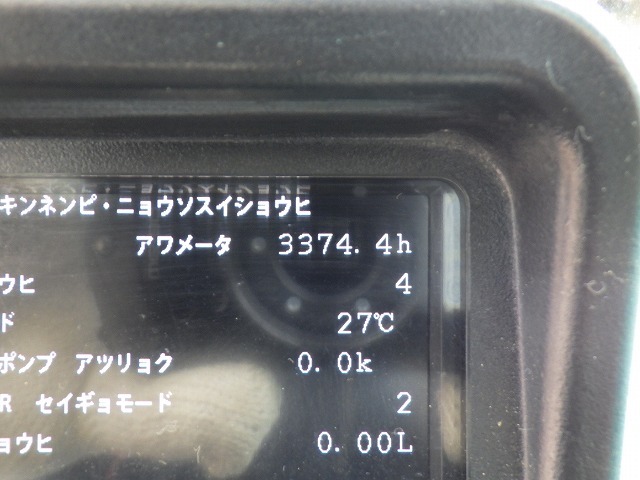 キンネンピ・ニョウソスイショウヒ
アワメータ 3374.4h
ウヒ 4
ド 27℃
ポンプ アツリョク 0.0k
R セイギョモード 2
ョウヒ 0.00L